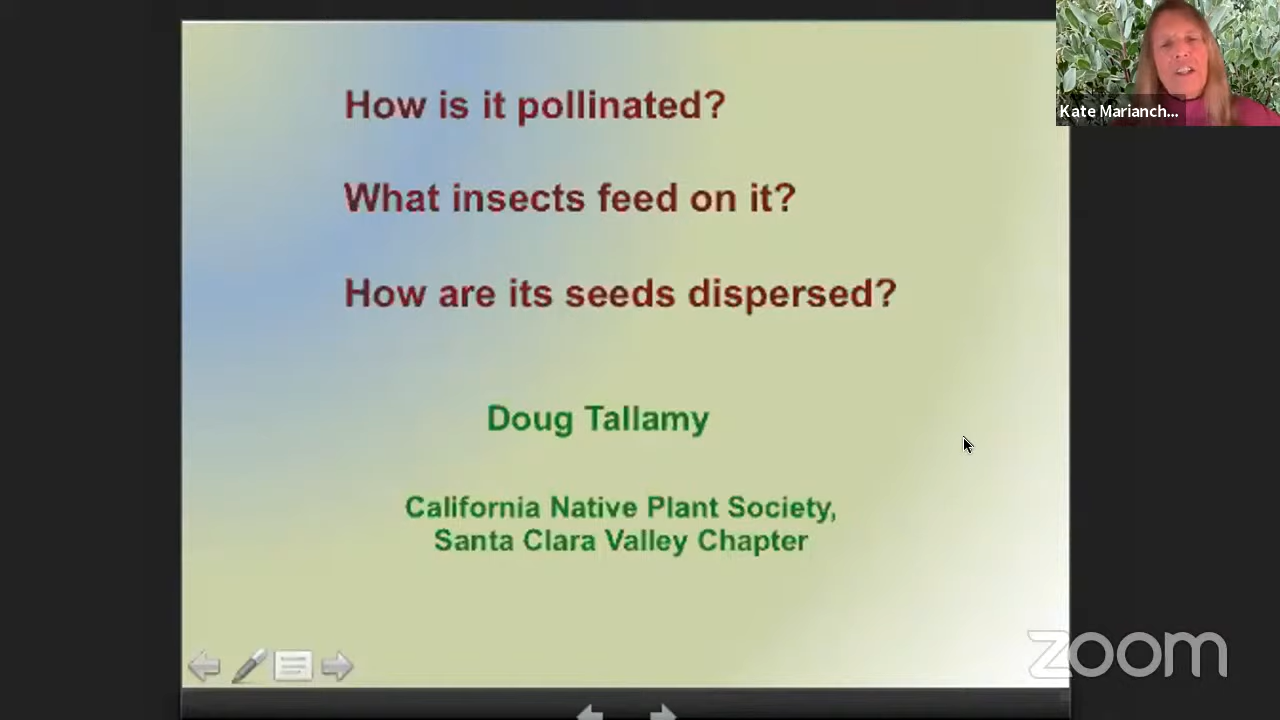 How is it pollinated?
What insects feed on it?
How are its seeds dispersed?
Doug Tallamy
California Native Plant Society,
Santa Clara Valley Chapter
Kate Marianch...
zoom